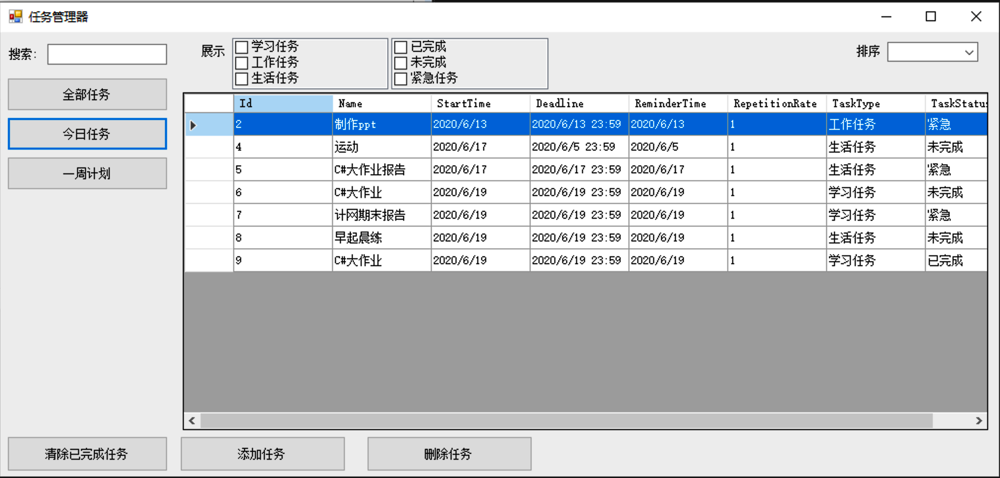 任务管理器
搜索：
展示
学习任务
工作任务
生活任务
已完成
未完成
紧急任务
排序
全部任务
今日任务
一周计划
Id Name StartTime Deadline ReminderTime RepetitionRate TaskType TaskStatus
2 制作ppt 2020/6/13 2020/6/13 23:59 2020/6/13 1 工作任务 紧急
4 运动 2020/6/17 2020/6/5 23:59 2020/6/5 1 生活任务 未完成
5 C#大作业报告 2020/6/17 2020/6/17 23:59 2020/6/17 1 生活任务 紧急
6 C#大作业 2020/6/19 2020/6/19 23:59 2020/6/19 1 学习任务 未完成
7 计网期末报告 2020/6/19 2020/6/19 23:59 2020/6/19 1 学习任务 紧急
8 早起晨练 2020/6/19 2020/6/19 23:59 2020/6/19 1 生活任务 未完成
9 C#大作业 2020/6/19 2020/6/19 23:59 2020/6/19 1 学习任务 已完成
清除已完成任务
添加任务
删除任务